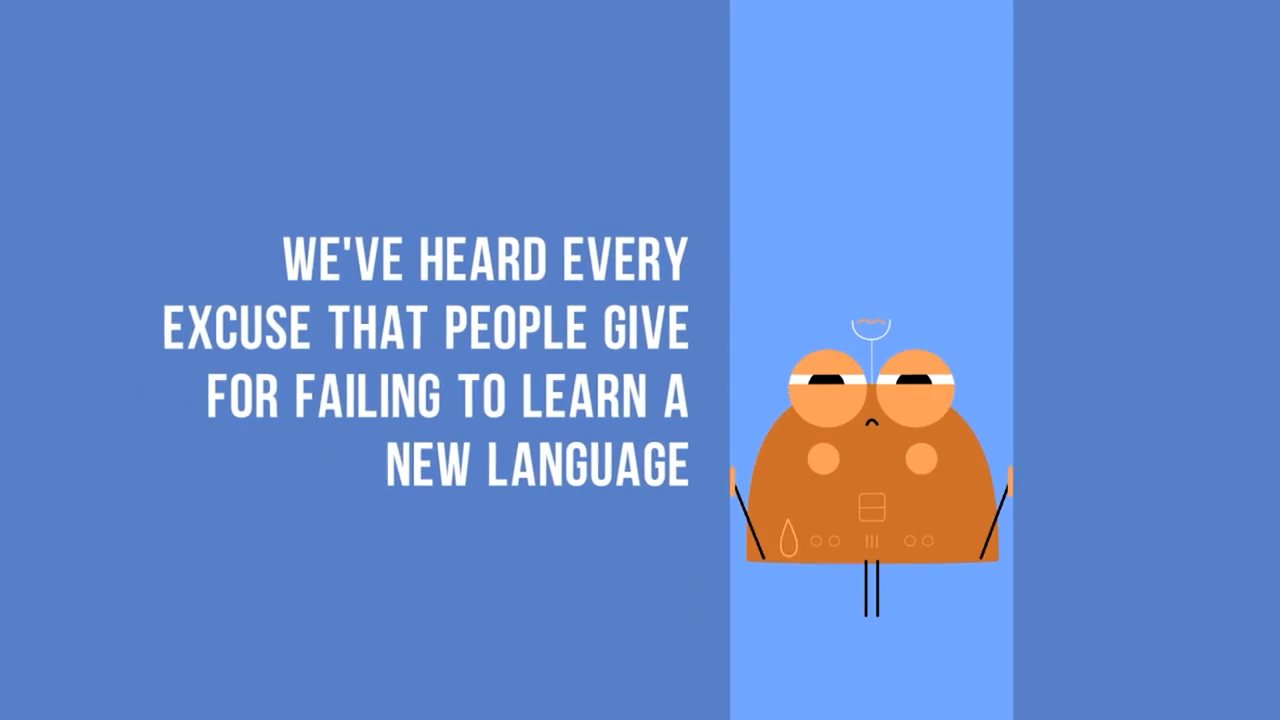 WE'VE HEARD EVERY
EXCUSE THAT PEOPLE GIVE
FOR FAILING TO LEARN A
NEW LANGUAGE